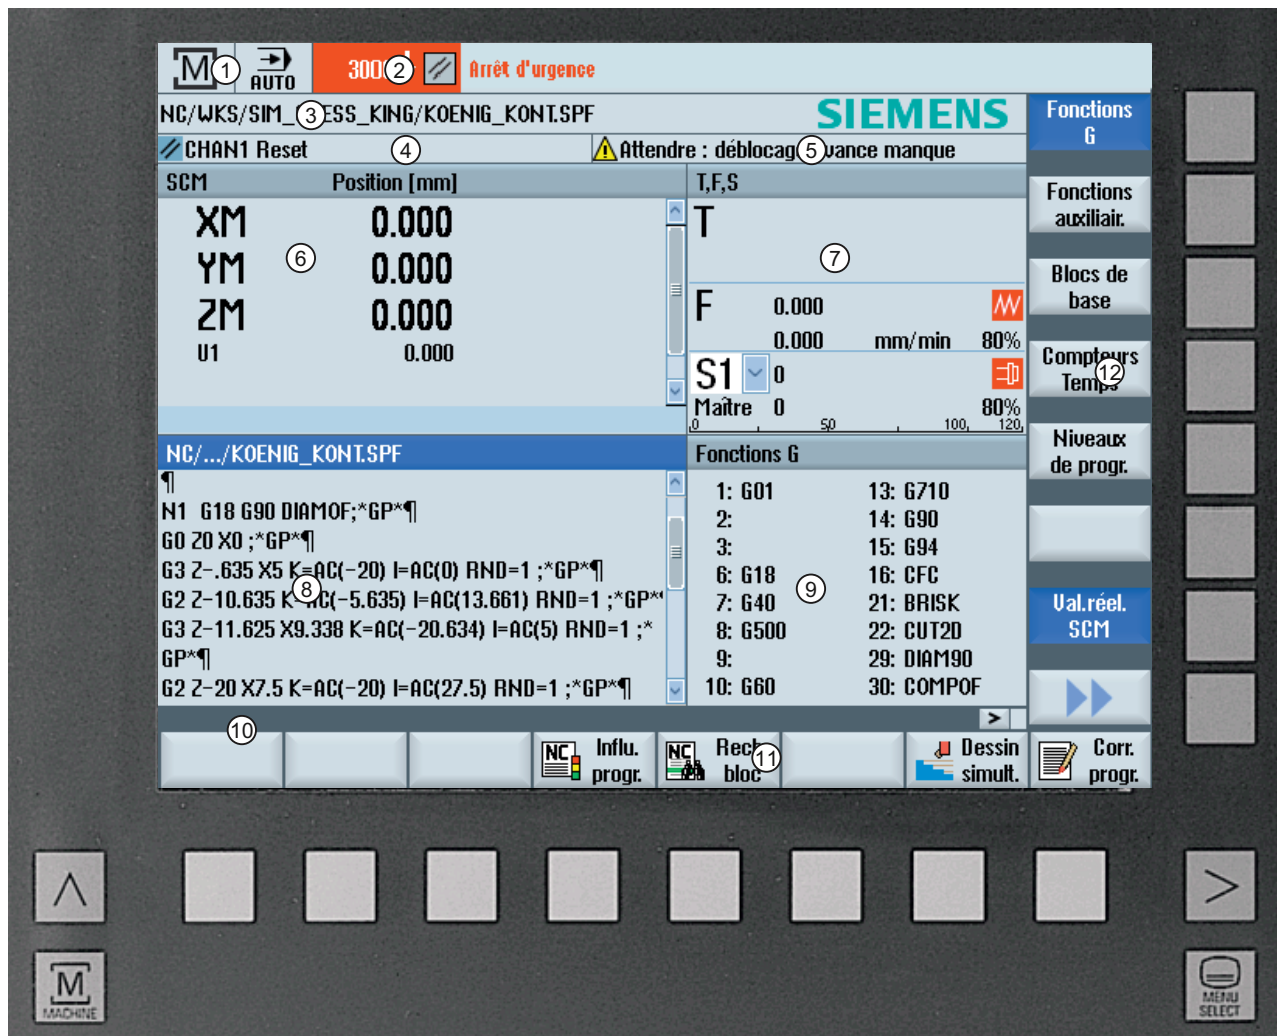 M 1 AUTO 300 2 Arrêt d'urgence
NC/WKS/SIM_ 3 ESS_KING/KOENIG_KONT.SPF SIEMENS
CHAN1 Reset 4 Attendre : déblocag 5 vance manque
SCM Position [mm] T,F,S
XM 0.000
YM 0.000
ZM 0.000
U1 0.000
6
T 7
F 0.000
0.000 mm/min 80%
S1 0
Maître 0 80%
0 50 100 120
NC/.../KOENIG_KONT.SPF
¶
N1 G18 G90 DIAMOF;*GP*¶
G0 Z0 X0 ;*GP*¶
G3 Z-.635 X5 K=AC(-20) I=AC(0) RND=1 ;*GP*¶
8
G2 Z-10.635 K=AC(-5.635) I=AC(13.661) RND=1 ;*GP*
G3 Z-11.625 X9.338 K=AC(-20.634) I=AC(5) RND=1 ;*
GP*¶
G2 Z-20 X7.5 K=AC(-20) I=AC(27.5) RND=1 ;*GP*¶
Fonctions G
1: G01 13: G710
2: 14: G90
3: 15: G94
6: G18 16: CFC
9
7: G40 21: BRISK
8: G500 22: CUT2D
9: 29: DIAM90
10: G60 30: COMPOF
>
Fonctions
G
Fonctions
auxiliair.
Blocs de
base
Compteurs
Temps
12
Niveaux
de progr.
Val.réel.
SCM
10
NC Influ.
progr.
NC Rech.
bloc
11
Dessin
simult.
Corr.
progr.
M
MACHINE
>
MENU
SELECT